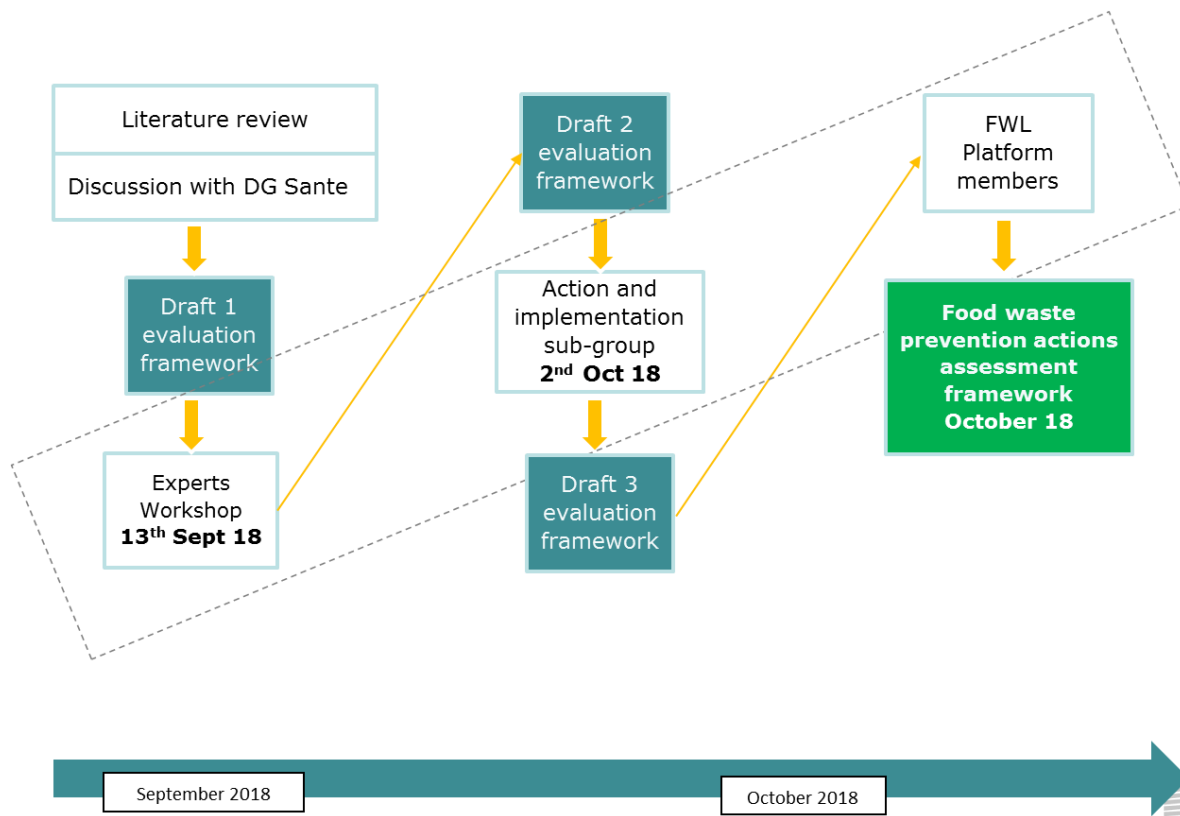 Literature review
Discussion with DG Sante
Draft 1
evaluation
framework
Experts
Workshop
13th Sept 18
Draft 2
evaluation
framework
Action and
implementation
sub-group
2nd Oct 18
Draft 3
evaluation
framework
FWL
Platform
members
Food waste
prevention actions
assessment
framework
October 18
September 2018
October 2018